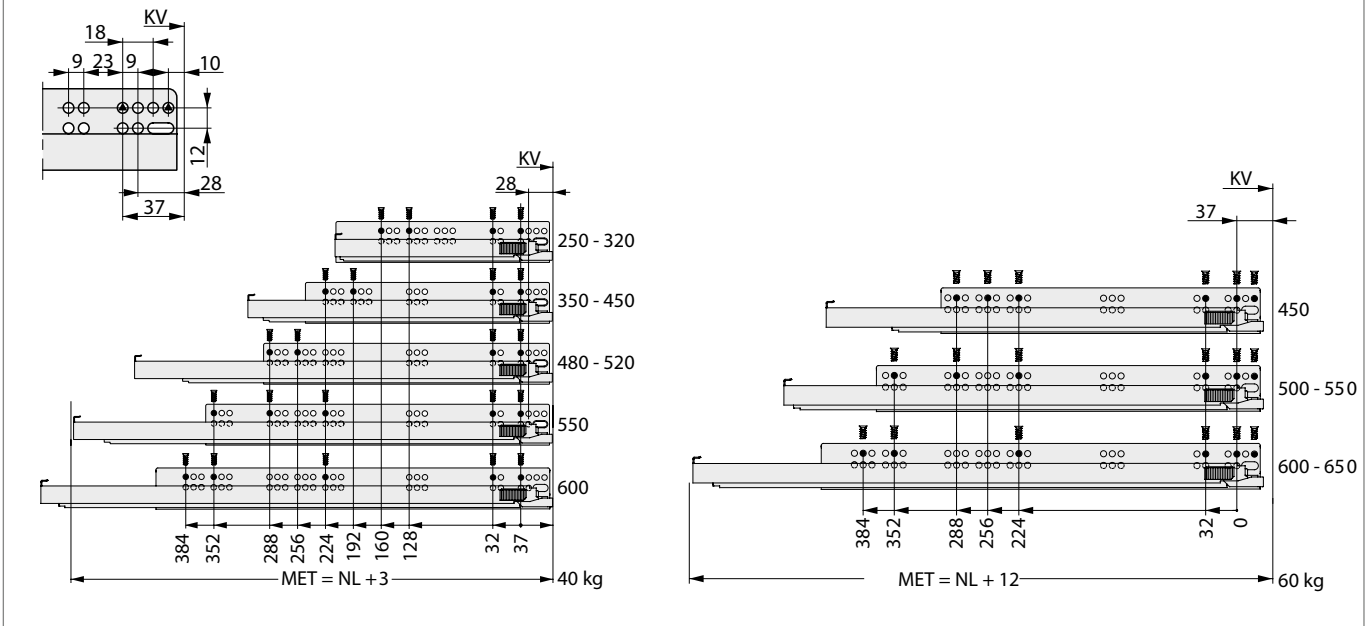 KV
18
9 23 9 10
12
28
37
KV
28
250 - 320
350 - 450
480 - 520
550
600
384 352 288 256 224 192 160 128 32 37
MET = NL +3
40 kg
KV
37
450
500 - 550
600 - 650
384 352 288 256 224 32 0
MET = NL + 12
60 kg